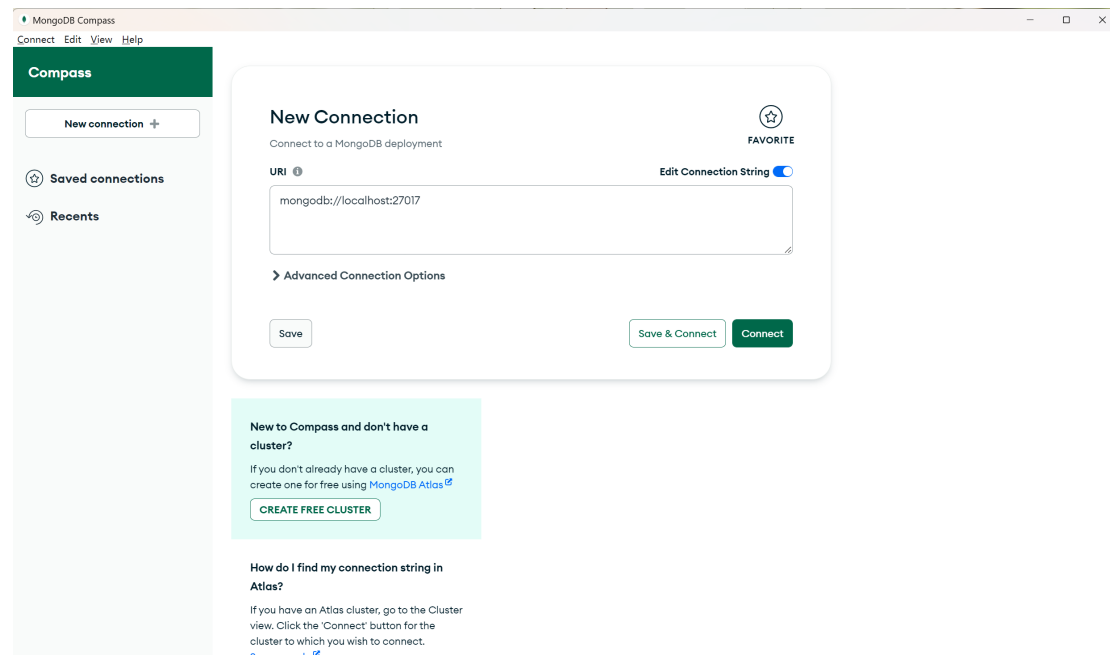 MongoDB Compass
Connect Edit View Help
Compass
New connection
Saved connections
Recents
New Connection
Connect to a MongoDB deployment
FAVORITE
URI
Edit Connection String
mongodb://localhost:27017
Advanced Connection Options
Save
Save & Connect
Connect
New to Compass and don't have a
cluster?
If you don't already have a cluster, you can
create one for free using MongoDB Atlas
CREATE FREE CLUSTER
How do I find my connection string in
Atlas?
If you have an Atlas cluster, go to the Cluster
view. Click the 'Connect' button for the
cluster to which you wish to connect.